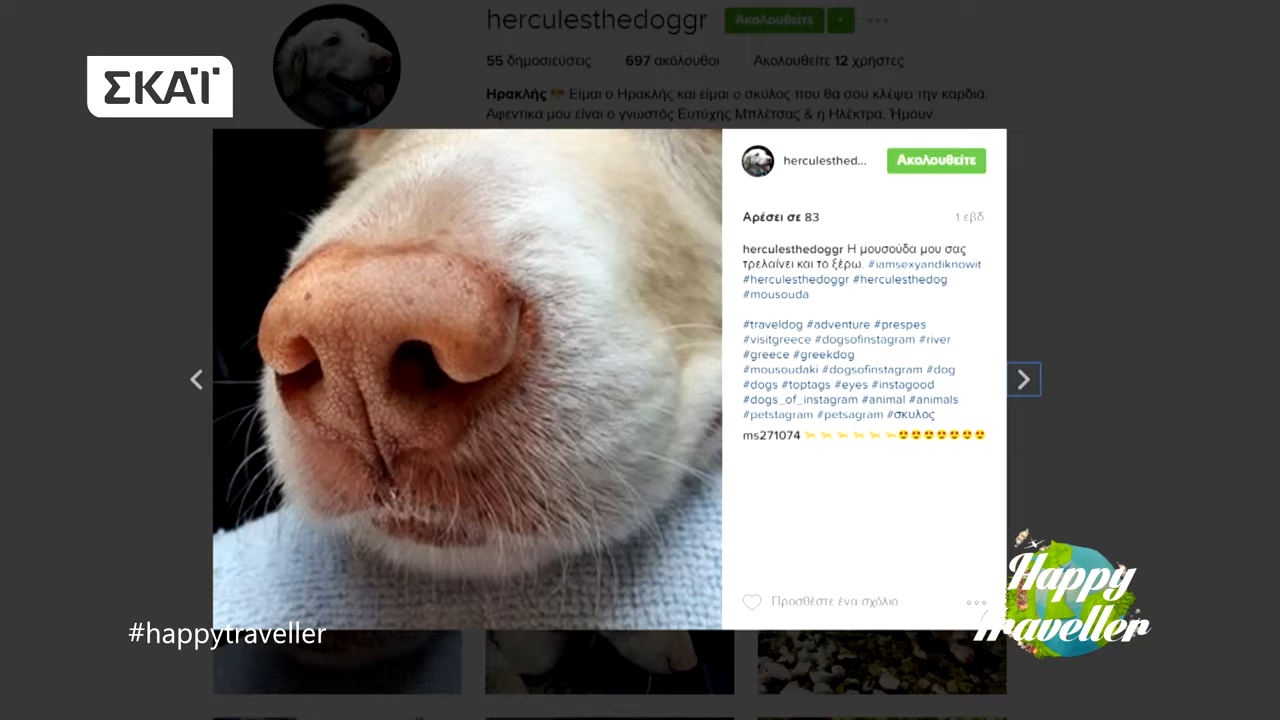 herculesthedoggr Ακολουθείτε
55 δημοσιεύσεις 697 ακόλουθοι Ακολουθείτε 12 χρήστες
Ηρακλής Είμαι ο Ηρακλής και είμαι ο σκύλος που θα σου κλέψει την καρδιά.
Αφεντικα μου είναι ο γνωστός Ευτύχης Μπλέτσας & η Ηλέκτρα. Ήμουν
ΣΚΑΪ
herculesthed... Ακολουθείτε
Αρέσει σε 83 1 εβδ
herculesthedoggr Η μουσούδα μου σας
τρελαίνει και το ξέρω. #iamsexyandiknowit
#herculesthedoggr #herculesthedog
#mousouda
#traveldog #adventure #prespes
#visitgreece #dogsofinstagram #river
#greece #greekdog
#mousoudaki #dogsofinstagram #dog
#dogs #toptags #eyes #instagood
#dogs_of_instagram #animal #animals
#petstagram #petsagram #σκυλος
ms271074 🐕🐕🐕🐕🐕🐕😍😍😍😍😍😍😍
Προσθέστε ένα σχόλιο
#happytraveller
Happy
Traveller